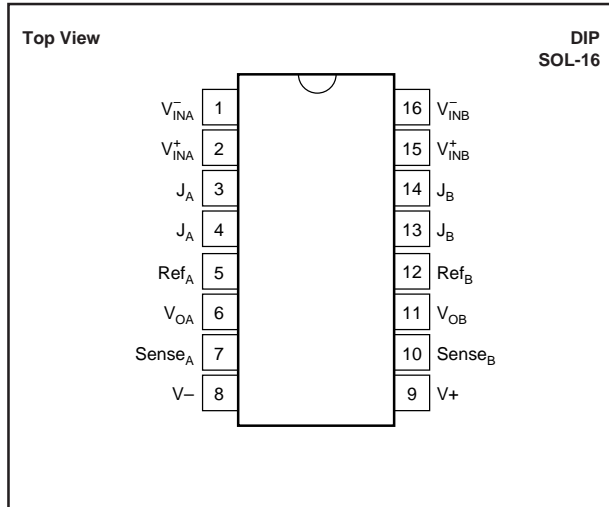 Top View DIP
SOL-16
V⁻INA 1 16 V⁻INB
V⁺INA 2 15 V⁺INB
JA 3 14 JB
JA 4 13 JB
RefA 5 12 RefB
VOA 6 11 VOB
SenseA 7 10 SenseB
V– 8 9 V+